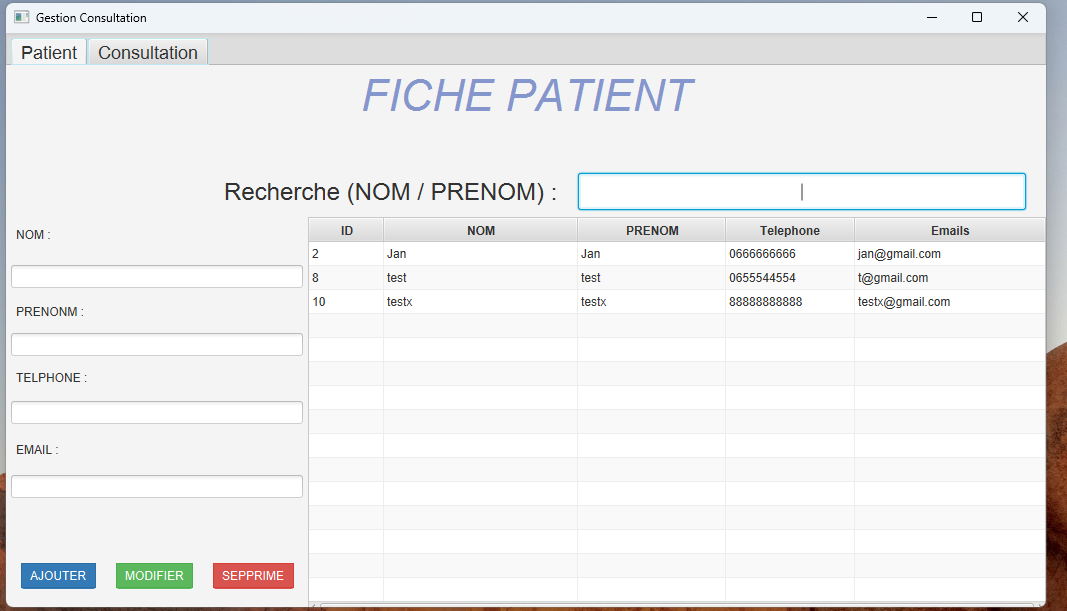 Gestion Consultation
Patient Consultation
FICHE PATIENT
Recherche (NOM / PRENOM) :
NOM :
PRENONM :
TELPHONE :
EMAIL :
AJOUTER MODIFIER SEPPRIME
ID NOM PRENOM Telephone Emails
2 Jan Jan 0666666666 jan@gmail.com
8 test test 0655544554 t@gmail.com
10 testx testx 88888888888 testx@gmail.com